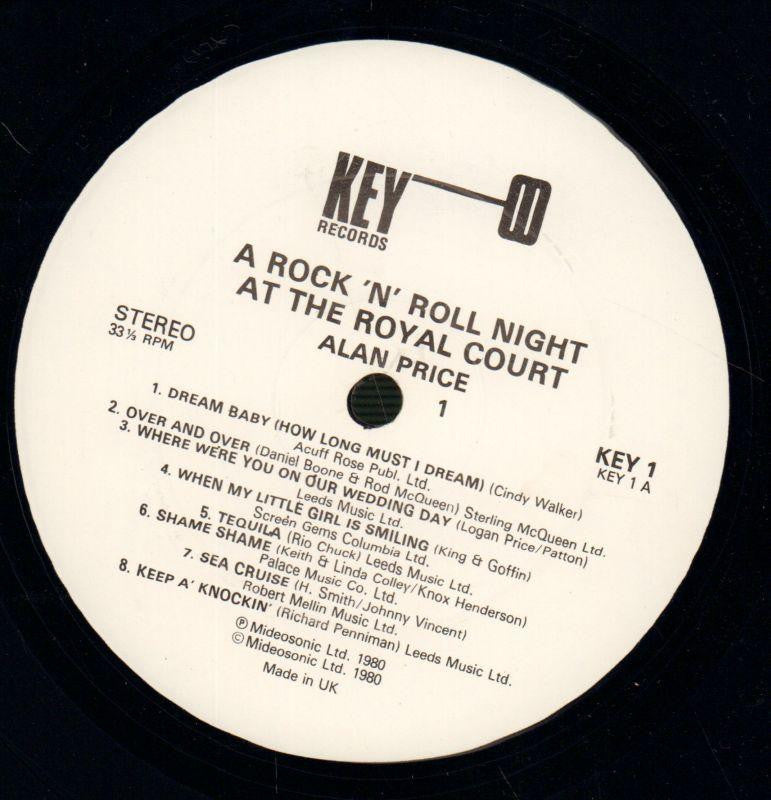 KEY
RECORDS
A ROCK 'N' ROLL NIGHT
AT THE ROYAL COURT
ALAN PRICE
STEREO
33⅓ RPM
1
KEY 1
KEY 1 A
1. DREAM BABY (HOW LONG MUST I DREAM) (Cindy Walker)
Acuff Rose Publ. Ltd.
2. OVER AND OVER (Daniel Boone & Rod McQueen) Sterling McQueen Ltd.
3. WHERE WERE YOU ON OUR WEDDING DAY (Logan Price/Patton)
Leeds Music Ltd.
4. WHEN MY LITTLE GIRL IS SMILING (King & Goffin)
Screen Gems Columbia Ltd.
5. TEQUILA (Rio Chuck) Leeds Music Ltd.
6. SHAME SHAME (Keith & Linda Colley/Knox Henderson)
Palace Music Co. Ltd.
7. SEA CRUISE (H. Smith/Johnny Vincent)
Robert Mellin Music Ltd.
8. KEEP A' KNOCKIN' (Richard Penniman) Leeds Music Ltd.
℗ Mideosonic Ltd. 1980
© Mideosonic Ltd. 1980
Made in UK